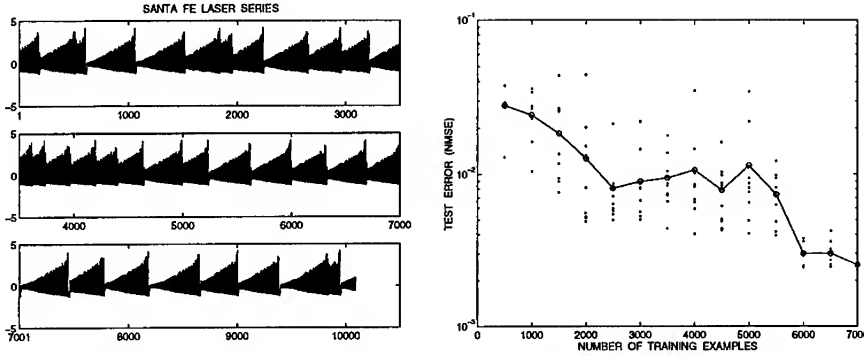 SANTA FE LASER SERIES
5
0
−5
1 1000 2000 3000
5
0
−5
4000 5000 6000 7000
5
0
−5
7001 8000 9000 10000
10⁻¹
10⁻²
10⁻³
TEST ERROR (NMSE)
0 1000 2000 3000 4000 5000 6000 700
NUMBER OF TRAINING EXAMPLES